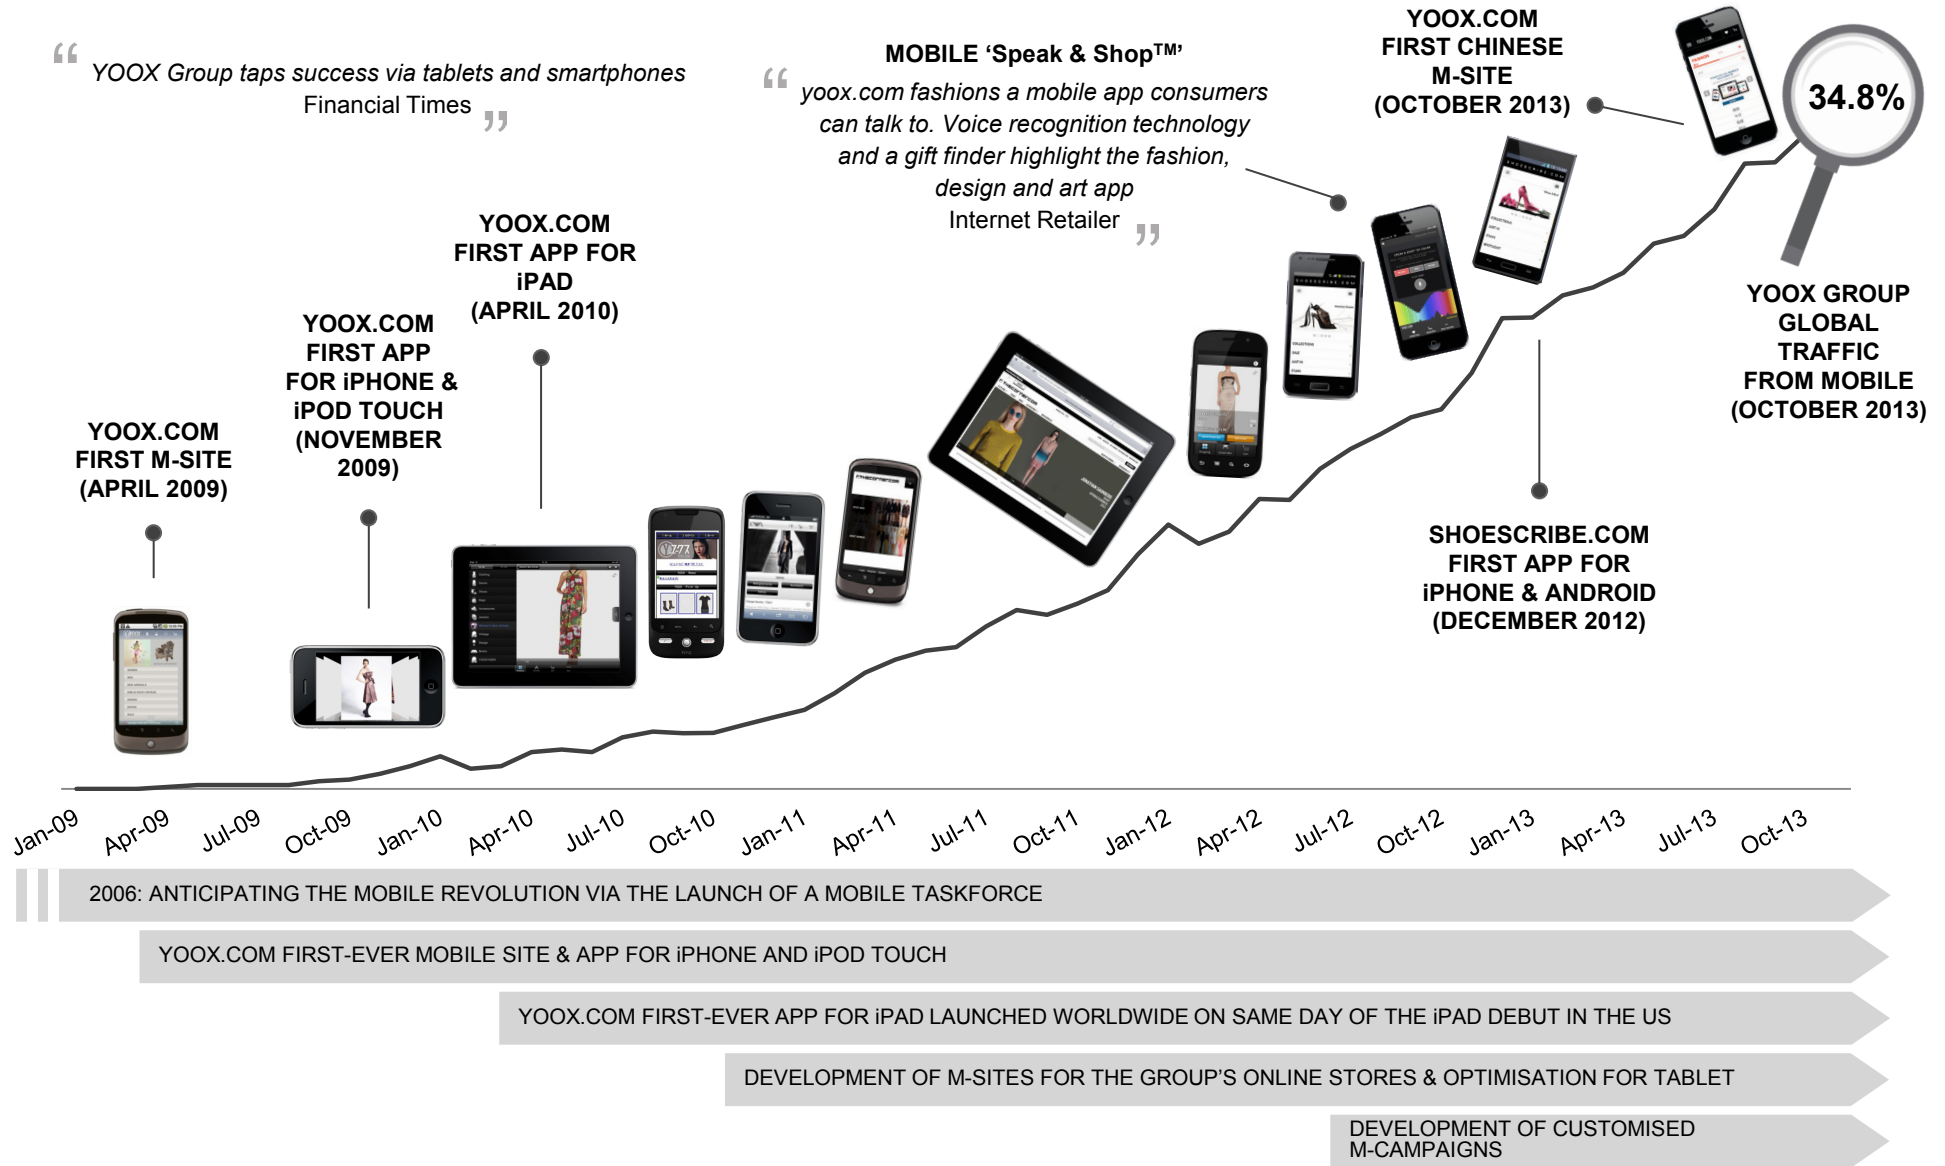 “ YOOX Group taps success via tablets and smartphones
Financial Times ”
MOBILE ‘Speak & Shop™’
“ yoox.com fashions a mobile app consumers
can talk to. Voice recognition technology
and a gift finder highlight the fashion,
design and art app
Internet Retailer ”
YOOX.COM
FIRST CHINESE
M-SITE
(OCTOBER 2013)
34.8%
YOOX GROUP
GLOBAL
TRAFFIC
FROM MOBILE
(OCTOBER 2013)
YOOX.COM
FIRST APP FOR
iPAD
(APRIL 2010)
YOOX.COM
FIRST APP
FOR iPHONE &
iPOD TOUCH
(NOVEMBER
2009)
YOOX.COM
FIRST M-SITE
(APRIL 2009)
SHOESCRIBE.COM
FIRST APP FOR
iPHONE & ANDROID
(DECEMBER 2012)
Jan-09 Apr-09 Jul-09 Oct-09 Jan-10 Apr-10 Jul-10 Oct-10 Jan-11 Apr-11 Jul-11 Oct-11 Jan-12 Apr-12 Jul-12 Oct-12 Jan-13 Apr-13 Jul-13 Oct-13
2006: ANTICIPATING THE MOBILE REVOLUTION VIA THE LAUNCH OF A MOBILE TASKFORCE
YOOX.COM FIRST-EVER MOBILE SITE & APP FOR iPHONE AND iPOD TOUCH
YOOX.COM FIRST-EVER APP FOR iPAD LAUNCHED WORLDWIDE ON SAME DAY OF THE iPAD DEBUT IN THE US
DEVELOPMENT OF M-SITES FOR THE GROUP’S ONLINE STORES & OPTIMISATION FOR TABLET
DEVELOPMENT OF CUSTOMISED
M-CAMPAIGNS